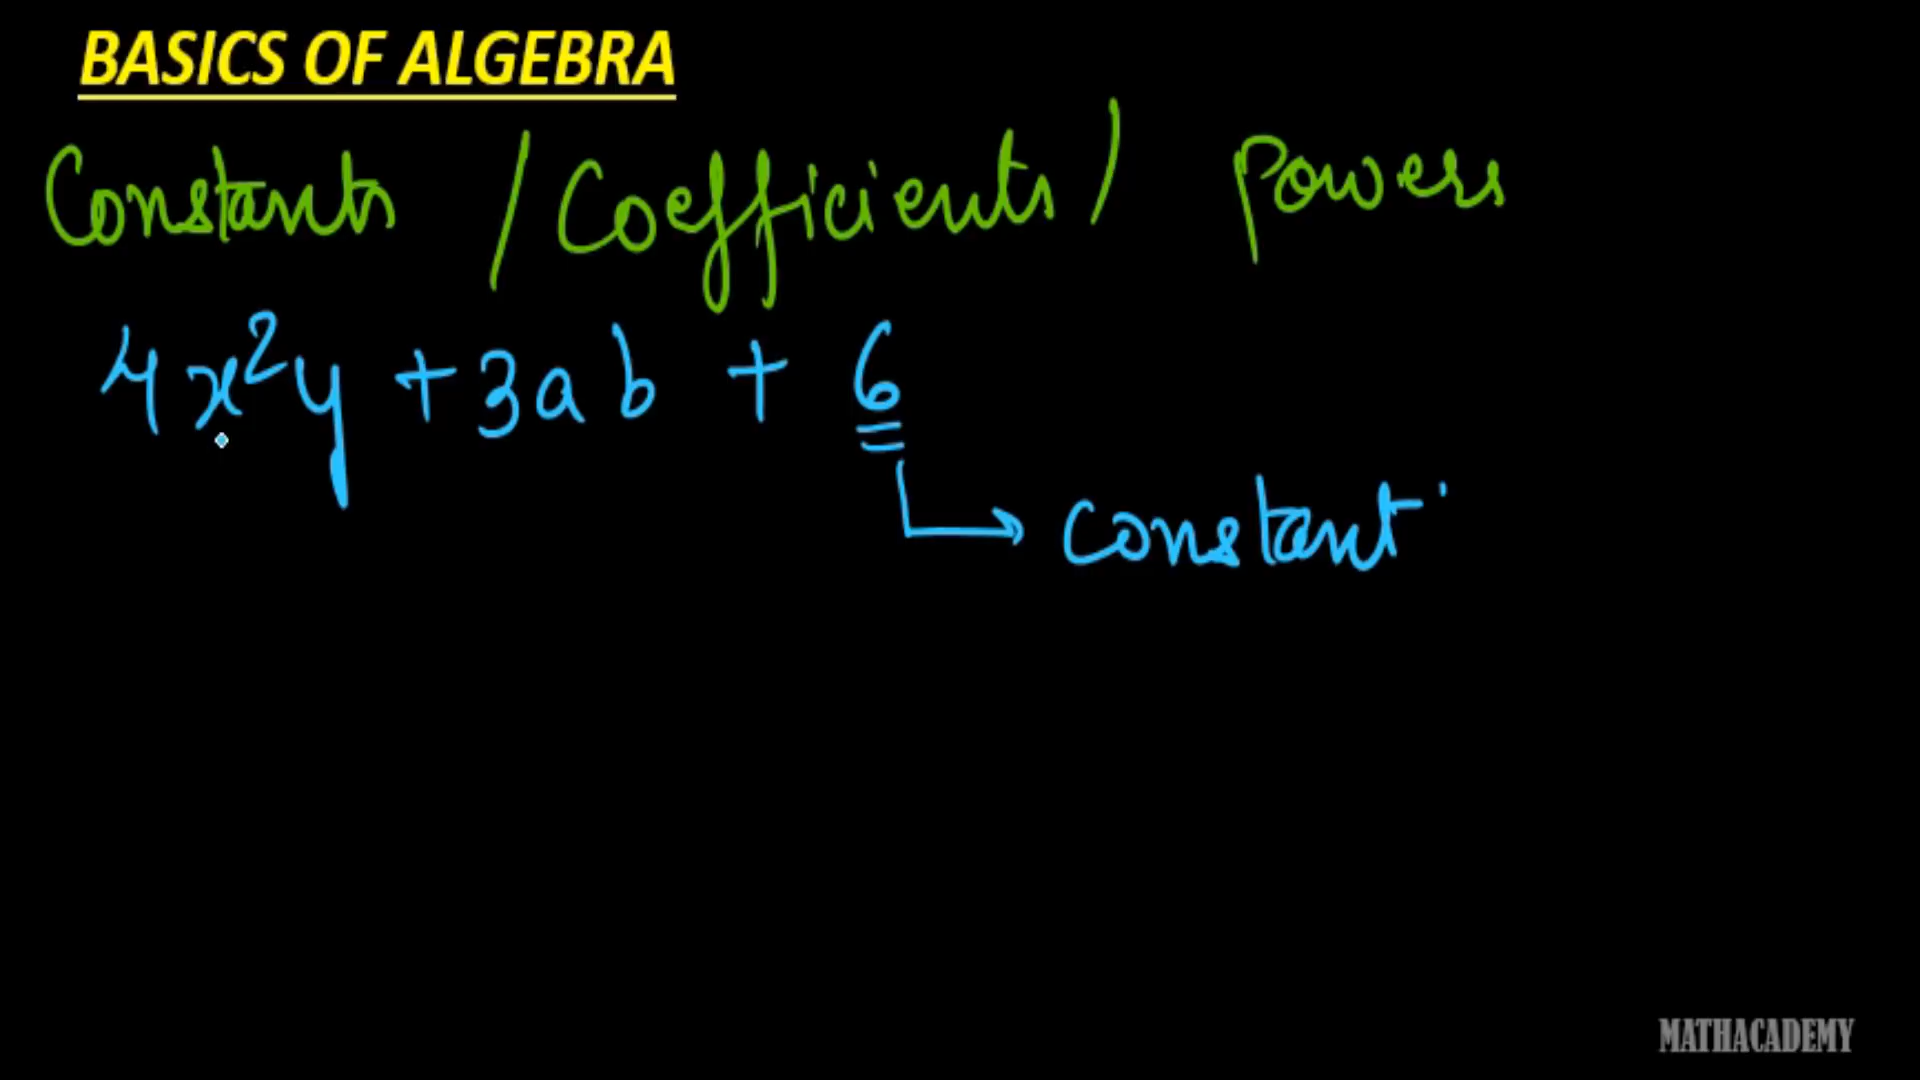 BASICS OF ALGEBRA
Constants / Coefficients / Powers
4x²y + 3ab + 6
constant
MATHACADEMY